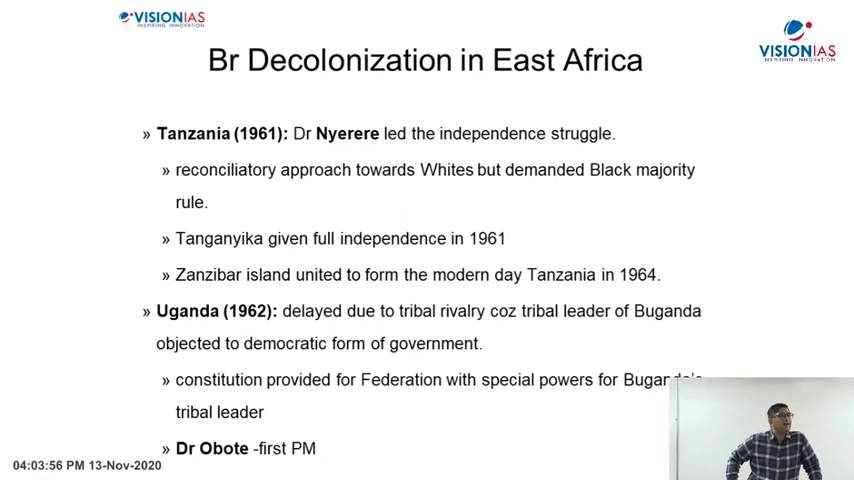 VISIONIAS
INSPIRING INNOVATION
VISIONIAS
INSPIRING INNOVATION
Br Decolonization in East Africa
» Tanzania (1961): Dr Nyerere led the independence struggle.
» reconciliatory approach towards Whites but demanded Black majority
rule.
» Tanganyika given full independence in 1961
» Zanzibar island united to form the modern day Tanzania in 1964.
» Uganda (1962): delayed due to tribal rivalry coz tribal leader of Buganda
objected to democratic form of government.
» constitution provided for Federation with special powers for Buganda's
tribal leader
» Dr Obote -first PM
04:03:56 PM 13-Nov-2020